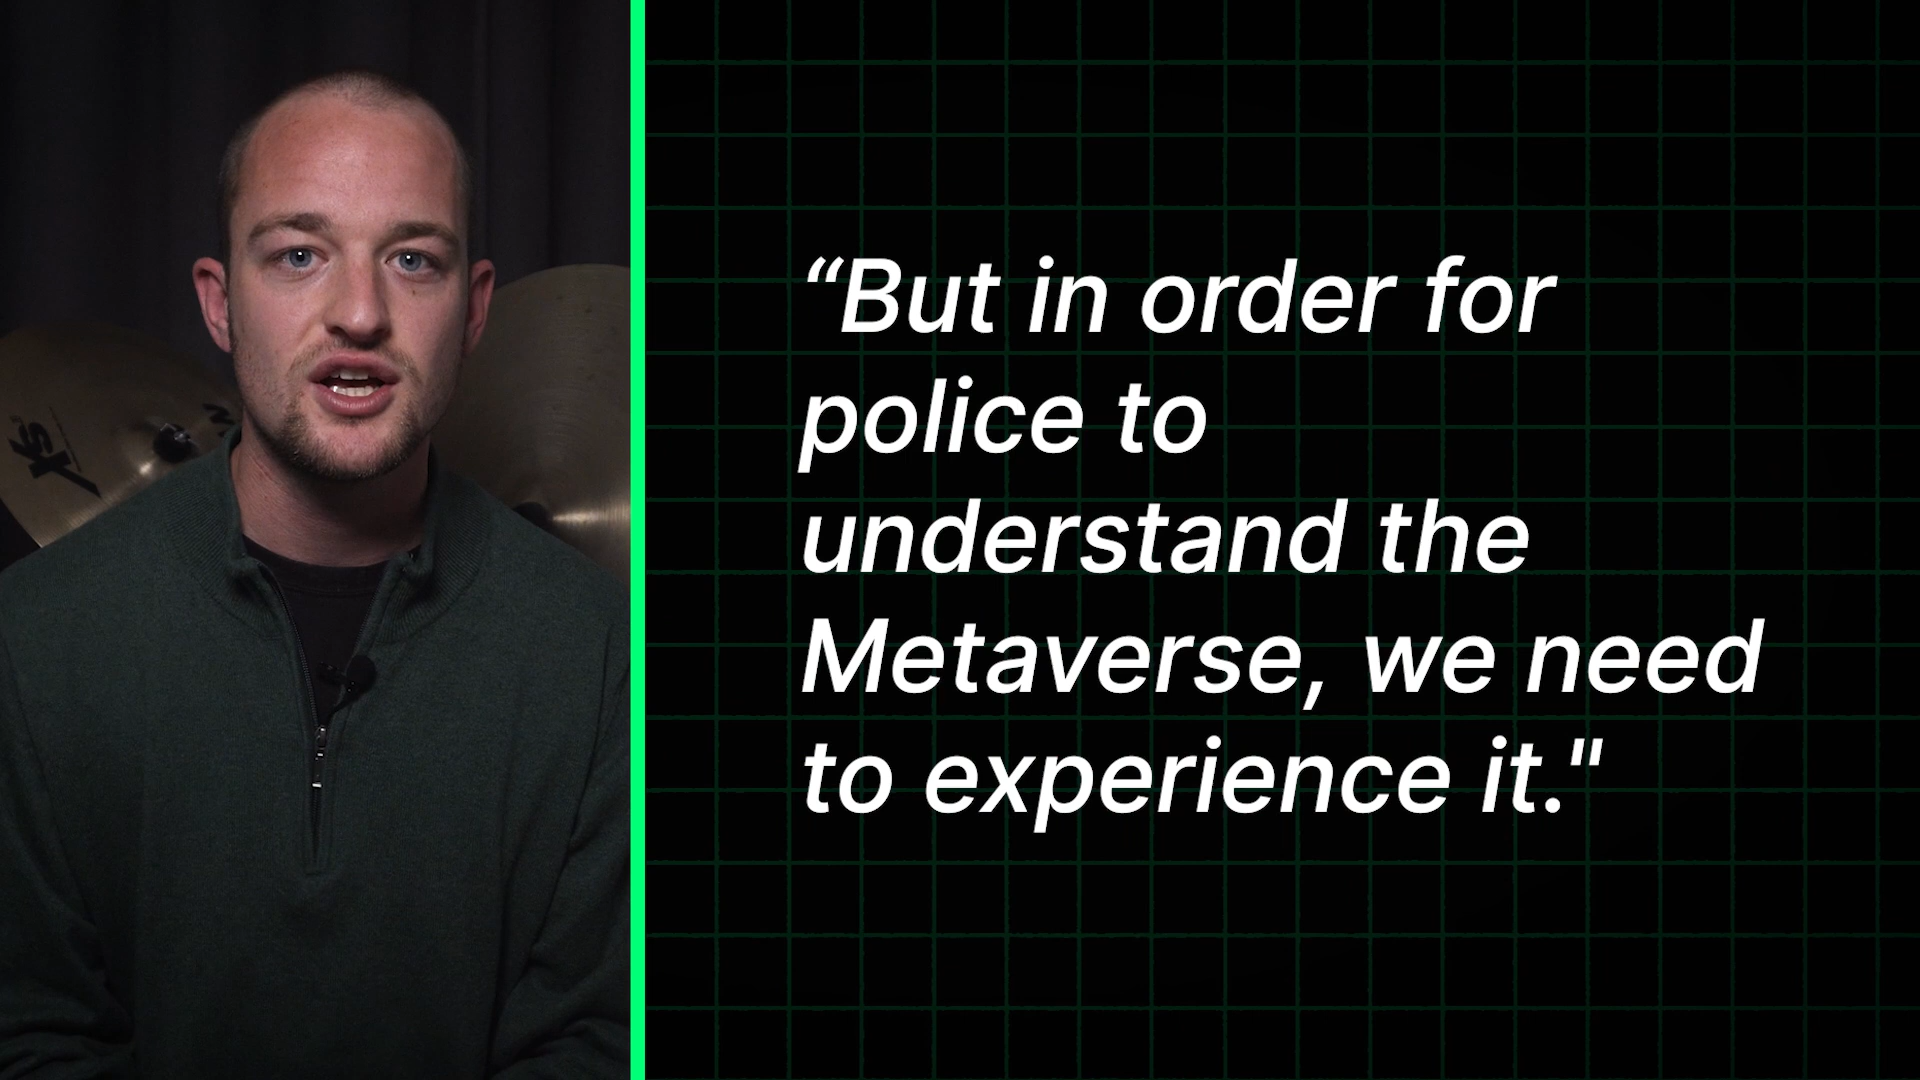 “But in order for
police to
understand the
Metaverse, we need
to experience it."